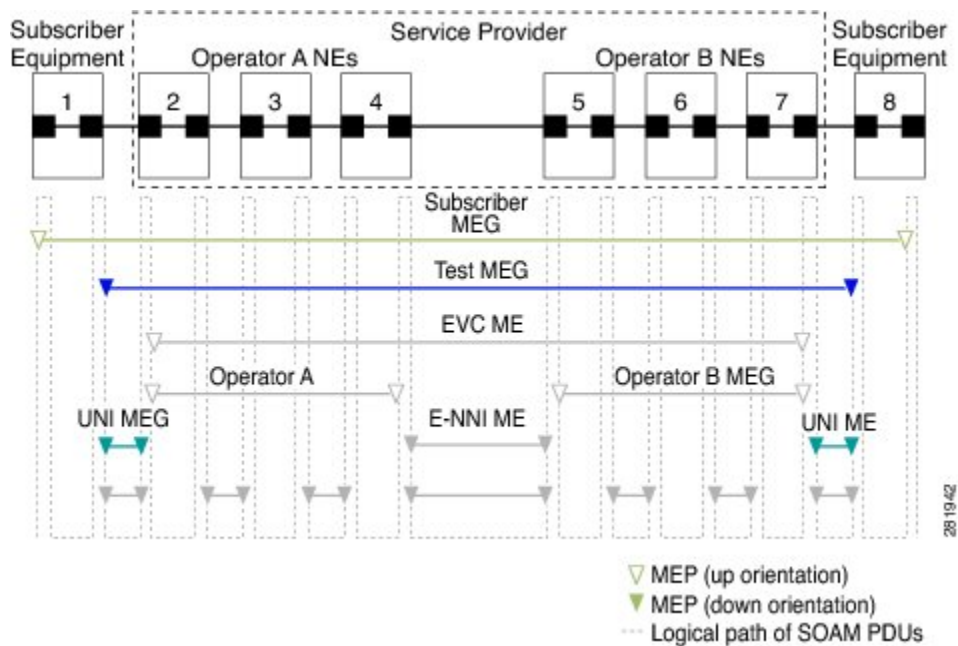 Subscriber
Equipment
Service Provider
Subscriber
Equipment
Operator A NEs
Operator B NEs
1
2
3
4
5
6
7
8
Subscriber
MEG
Test MEG
EVC ME
Operator A
Operator B MEG
UNI MEG
E-NNI ME
UNI ME
281942
MEP (up orientation)
MEP (down orientation)
Logical path of SOAM PDUs